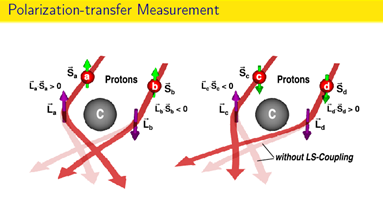 Polarization-transfer Measurement
S⃗a a Protons
L⃗a S⃗a > 0
b S⃗b
L⃗b S⃗b < 0
L⃗a C L⃗b
S⃗c c Protons
L⃗c S⃗c < 0
d S⃗d
L⃗d S⃗d > 0
L⃗c C L⃗d
without LS-Coupling